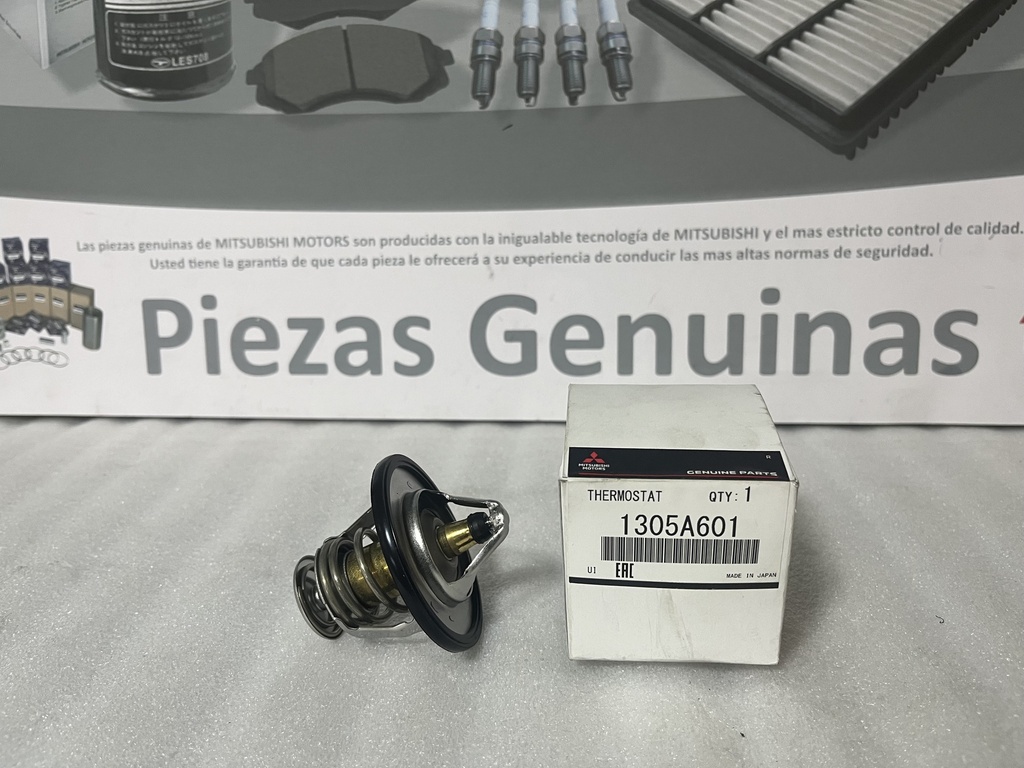 LES708
Las piezas genuinas de MITSUBISHI MOTORS son producidas con la inigualable tecnología de MITSUBISHI y el mas estricto control de calidad.
Usted tiene la garantia de que cada pieza le ofrecerá a su experiencia de conducir las mas altas normas de seguridad.
Piezas Genuinas
MITSUBISHI
MOTORS
R
GENUINE PARTS
THERMOSTAT QTY: 1
1305A601
UI EAC MADE IN JAPAN